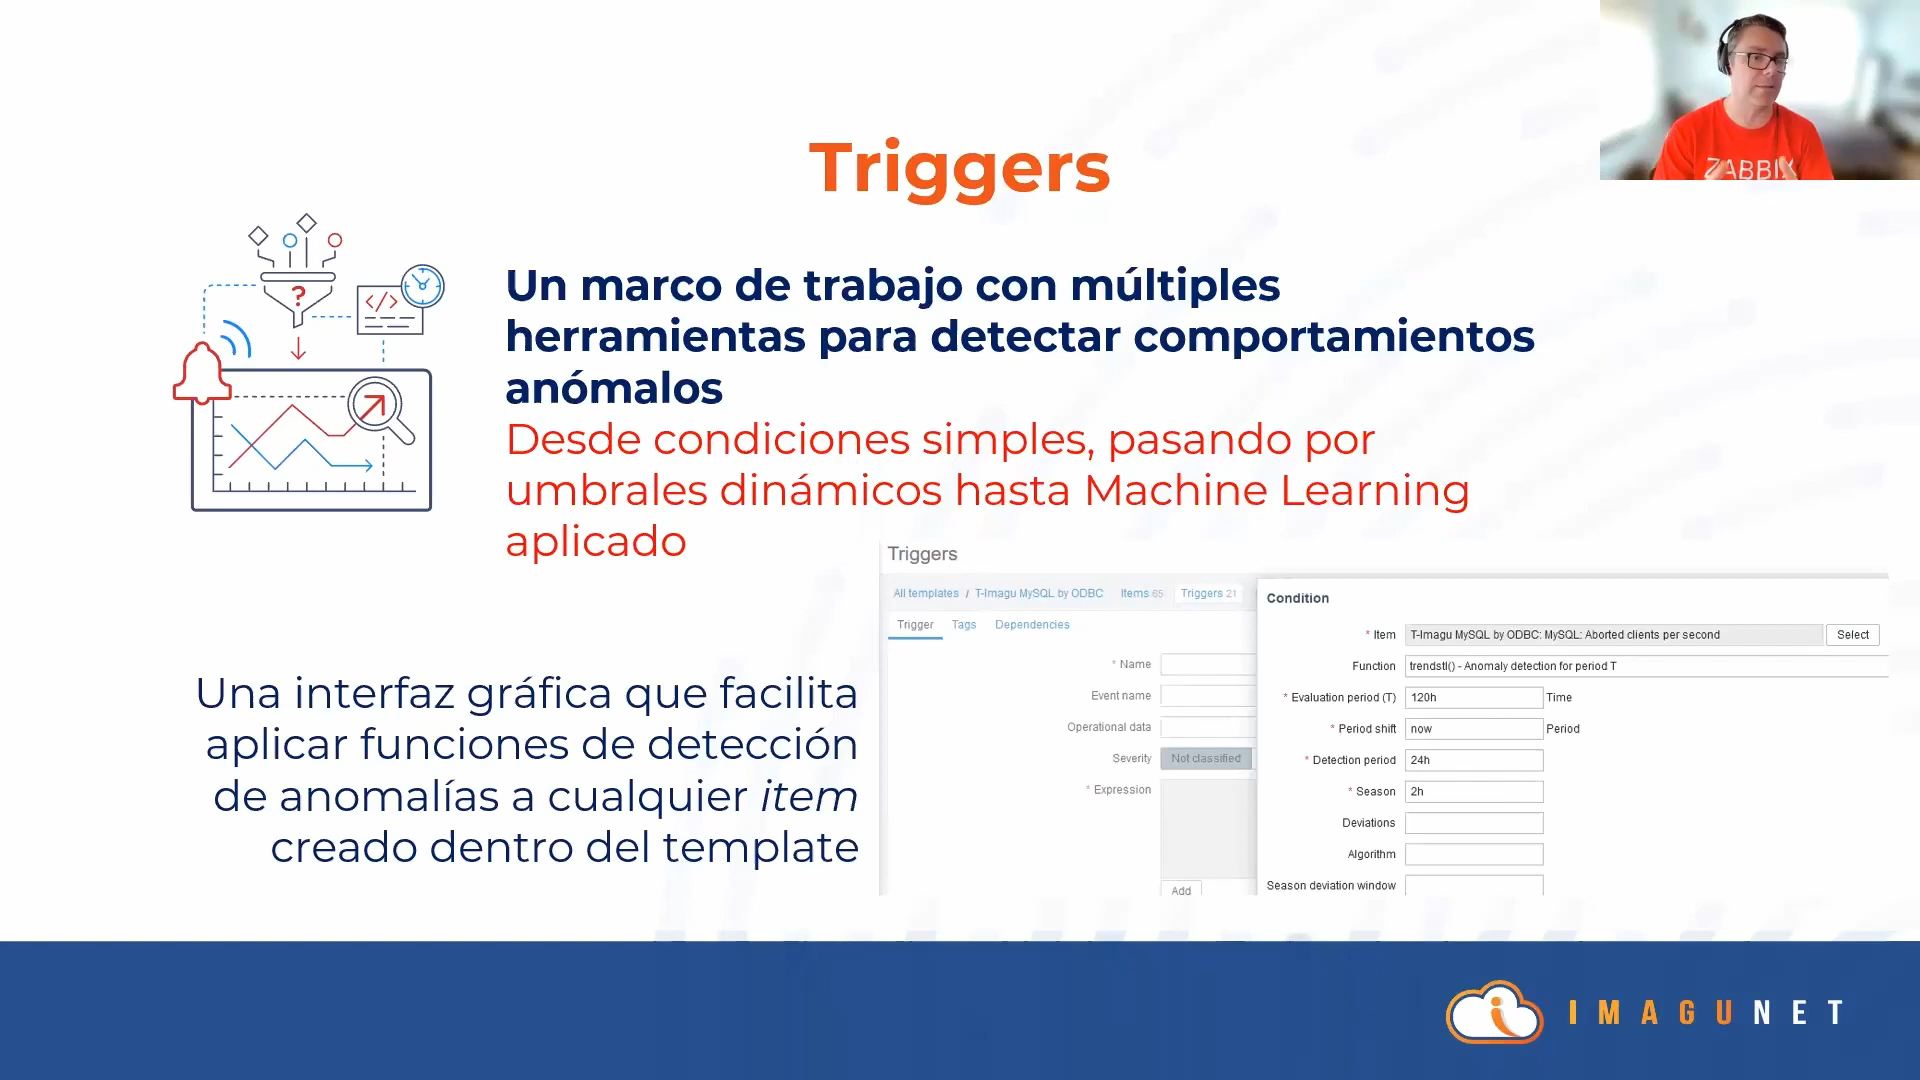 ZABBIX
Triggers
?
</>
Un marco de trabajo con múltiples
herramientas para detectar comportamientos
anómalos
Desde condiciones simples, pasando por
umbrales dinámicos hasta Machine Learning
aplicado
Una interfaz gráfica que facilita
aplicar funciones de detección
de anomalías a cualquier item
creado dentro del template
Triggers
All templates / T-Imagu MySQL by ODBC Items 65 Triggers 21
Trigger Tags Dependencies
* Name
Event name
Operational data
Severity Not classified
* Expression
Add
Condition
* Item T-Imagu MySQL by ODBC: MySQL: Aborted clients per second Select
Function trendstl() - Anomaly detection for period T
* Evaluation period (T) 120h Time
* Period shift now Period
* Detection period 24h
* Season 2h
Deviations
Algorithm
Season deviation window
IMAGUNET